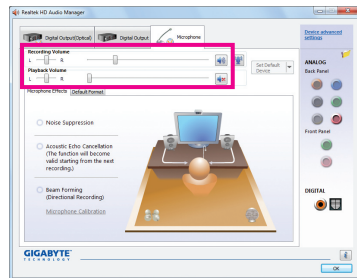 Realtek HD Audio Manager
Digital Output(Optical)
Digital Output
Microphone
Device advanced
settings
Recording Volume
L
R
Set Default
Device
Playback Volume
L
R
ANALOG
Back Panel
Microphone Effects
Default Format
Noise Suppression
Acoustic Echo Cancellation
(The function will become
valid starting from the next
recording.)
Front Panel
Beam Forming
(Directional Recording)
Microphone Calibration
DIGITAL
GIGABYTE
TECHNOLOGY
OK